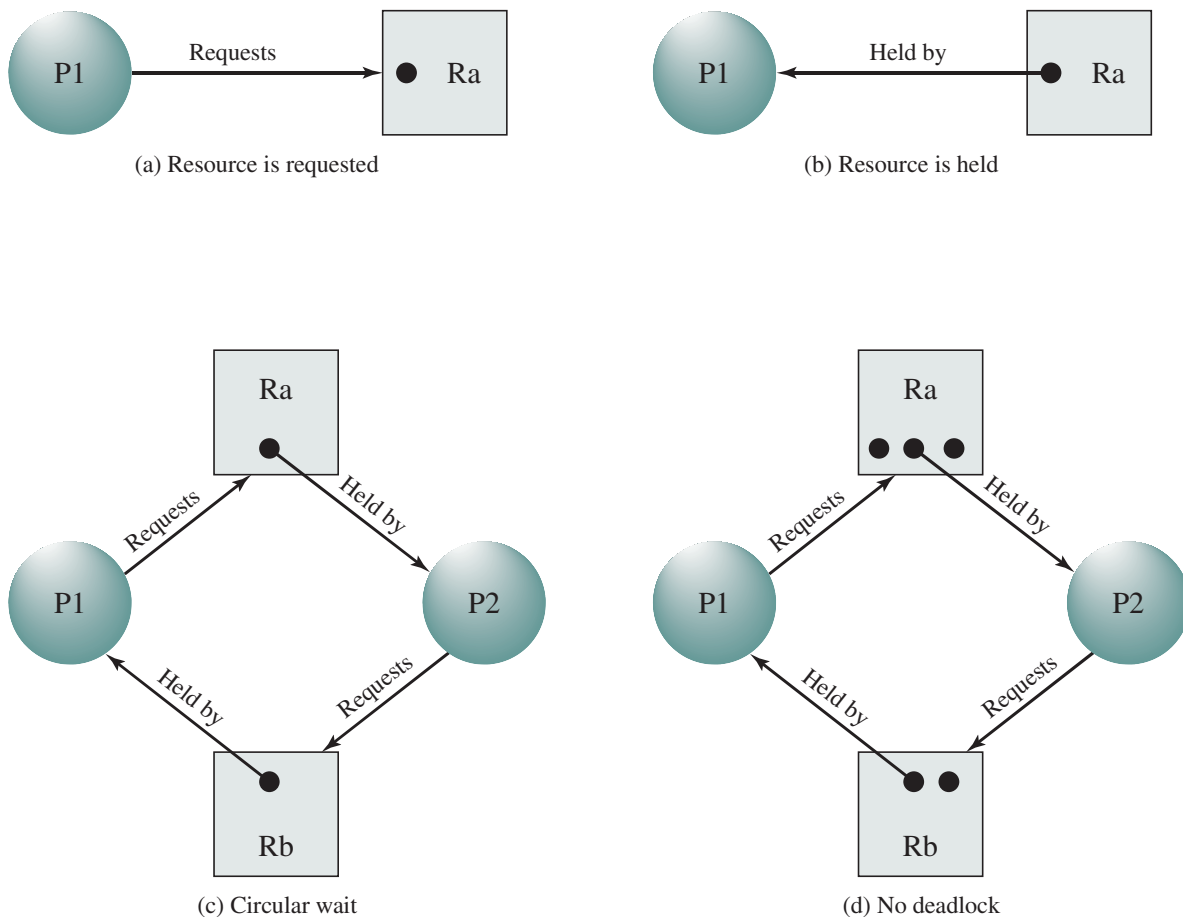 P1
Requests
Ra
(a) Resource is requested
P1
Held by
Ra
(b) Resource is held
Ra
Requests
Held by
P1
P2
Held by
Requests
Rb
(c) Circular wait
Ra
Requests
Held by
P1
P2
Held by
Requests
Rb
(d) No deadlock